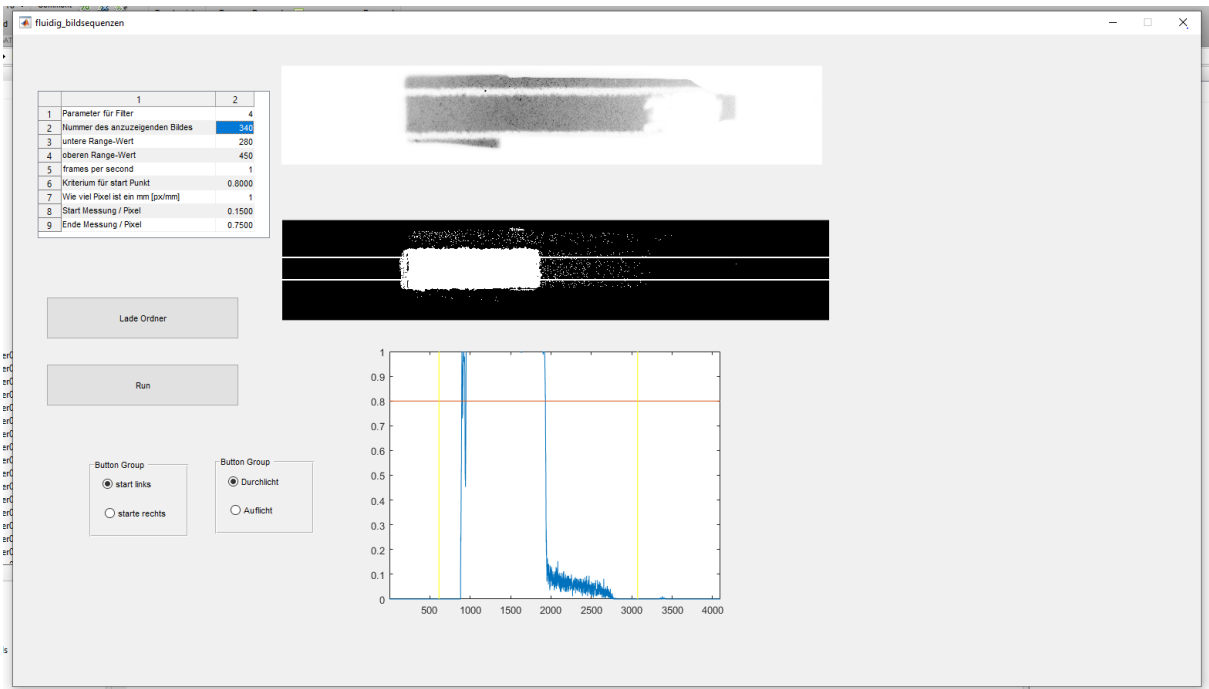 fluidig_bildsequenzen
1 2
1 Parameter für Filter 4
2 Nummer des anzuzeigenden Bildes 340
3 untere Range-Wert 280
4 oberen Range-Wert 450
5 frames per second 1
6 Kriterium für start Punkt 0.8000
7 Wie viel Pixel ist ein mm [px/mm] 1
8 Start Messung / Pixel 0.1500
9 Ende Messung / Pixel 0.7500
Lade Ordner
Run
Button Group
start links
starte rechts
Button Group
Durchlicht
Auflicht
1
0.9
0.8
0.7
0.6
0.5
0.4
0.3
0.2
0.1
0
500 1000 1500 2000 2500 3000 3500 4000